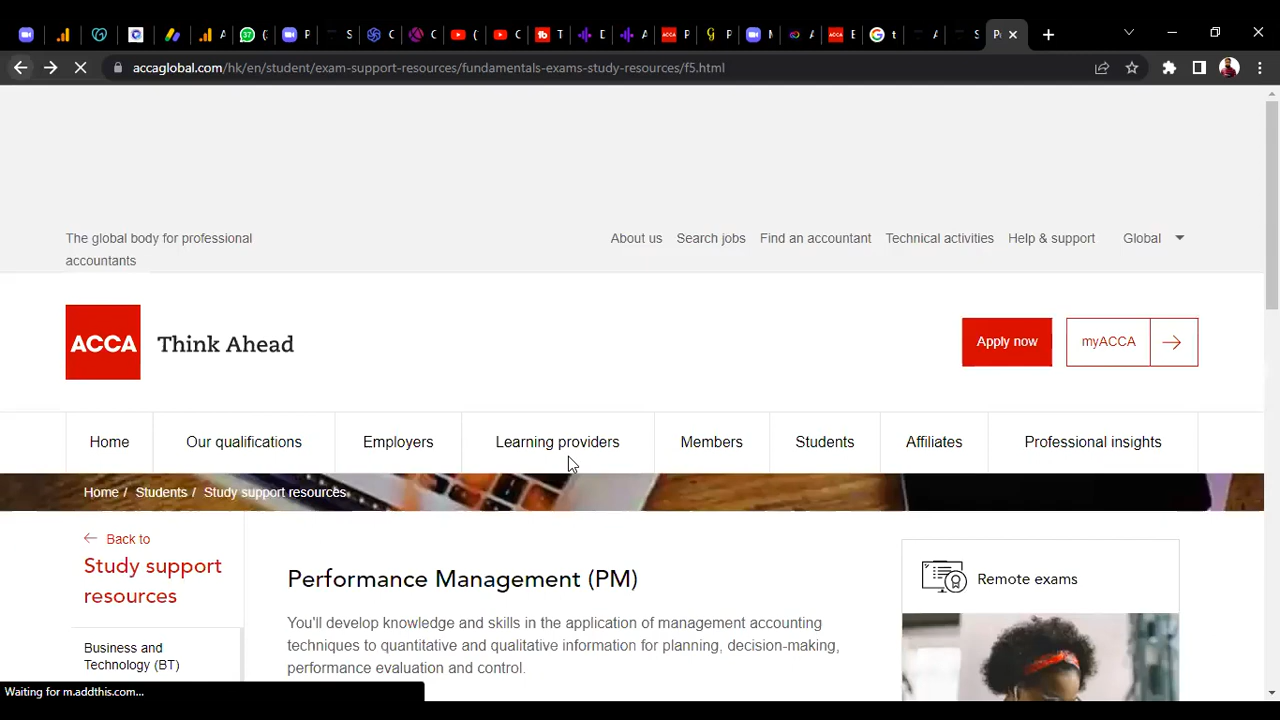 accaglobal.com/hk/en/student/exam-support-resources/fundamentals-exams-study-resources/f5.html
The global body for professional
accountants
About us Search jobs Find an accountant Technical activities Help & support Global
ACCA Think Ahead
Apply now myACCA
Home Our qualifications Employers Learning providers Members Students Affiliates Professional insights
Home / Students / Study support resources
Back to
Study support
resources
Business and
Technology (BT)
Performance Management (PM)
You'll develop knowledge and skills in the application of management accounting
techniques to quantitative and qualitative information for planning, decision-making,
performance evaluation and control.
Remote exams
Waiting for m.addthis.com...